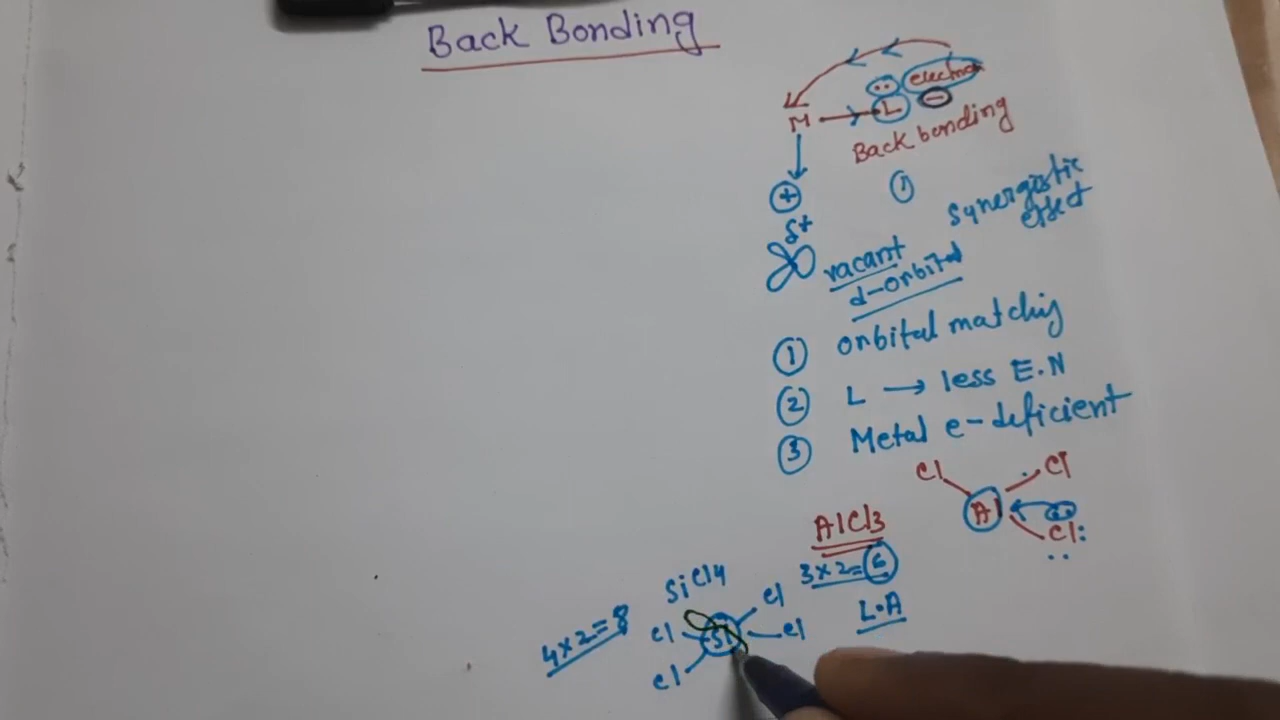 Back Bonding
electron
M → L −
Back bonding
+ ①
δ+ Synergistic
effect
vacant
d-orbital
① orbital matchig
② L → less E.N
③ Metal e-deficient
Cl Cl
Al
Cl:
AlCl3
3×2=6
L.A
SiCl4
4×2=8
Cl
Cl Si Cl
Cl